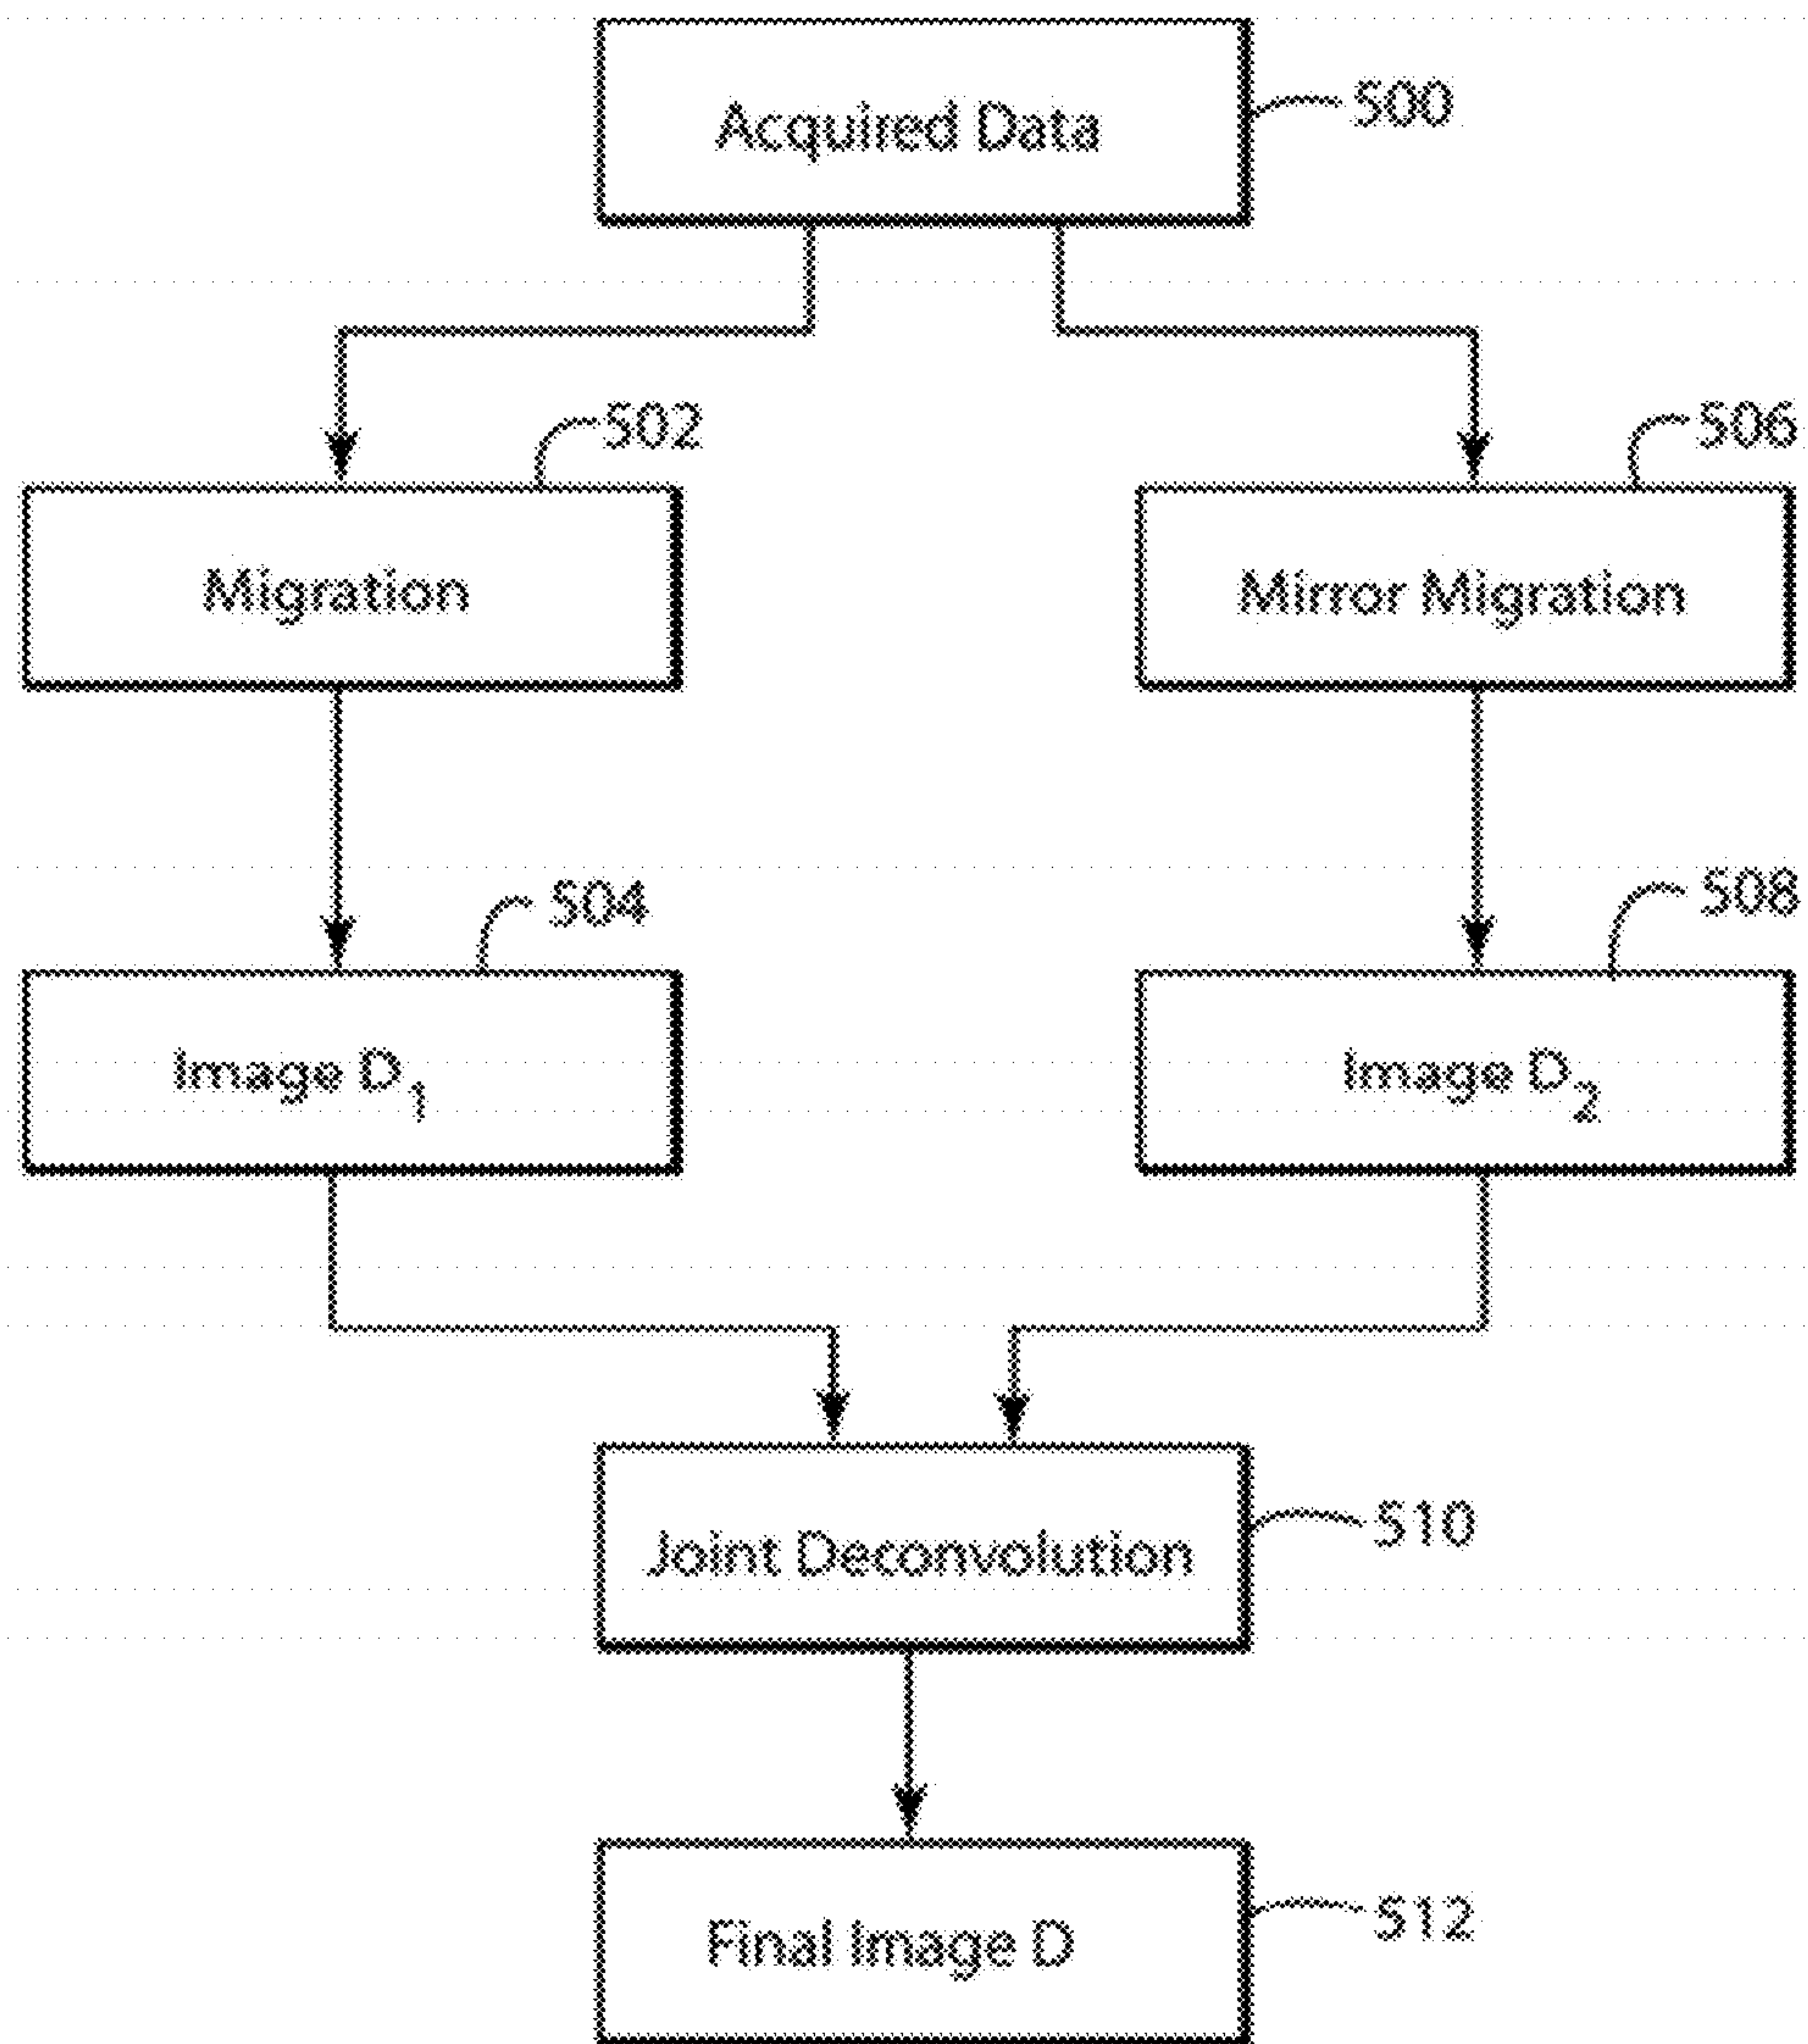 Acquired Data
500
502
506
Migration
Mirror Migration
504
508
Image D1
Image D2
Joint Deconvolution
510
Final Image D
512